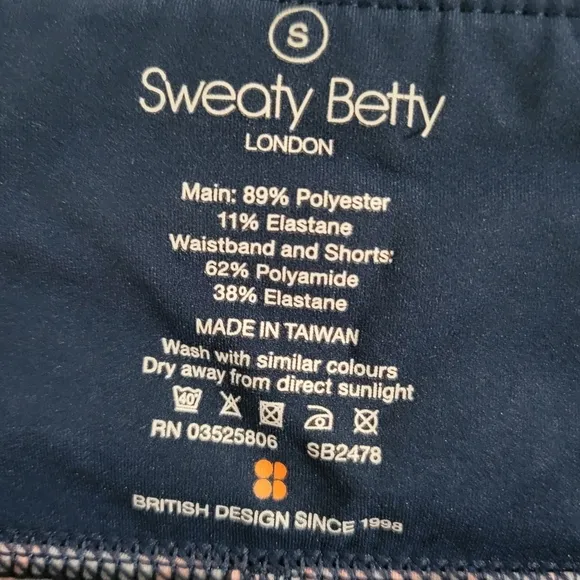 S
Sweaty Betty
LONDON
Main: 89% Polyester
11% Elastane
Waistband and Shorts:
62% Polyamide
38% Elastane
MADE IN TAIWAN
Wash with similar colours
Dry away from direct sunlight
40°
RN 03525806 SB2478
BRITISH DESIGN SINCE 1998